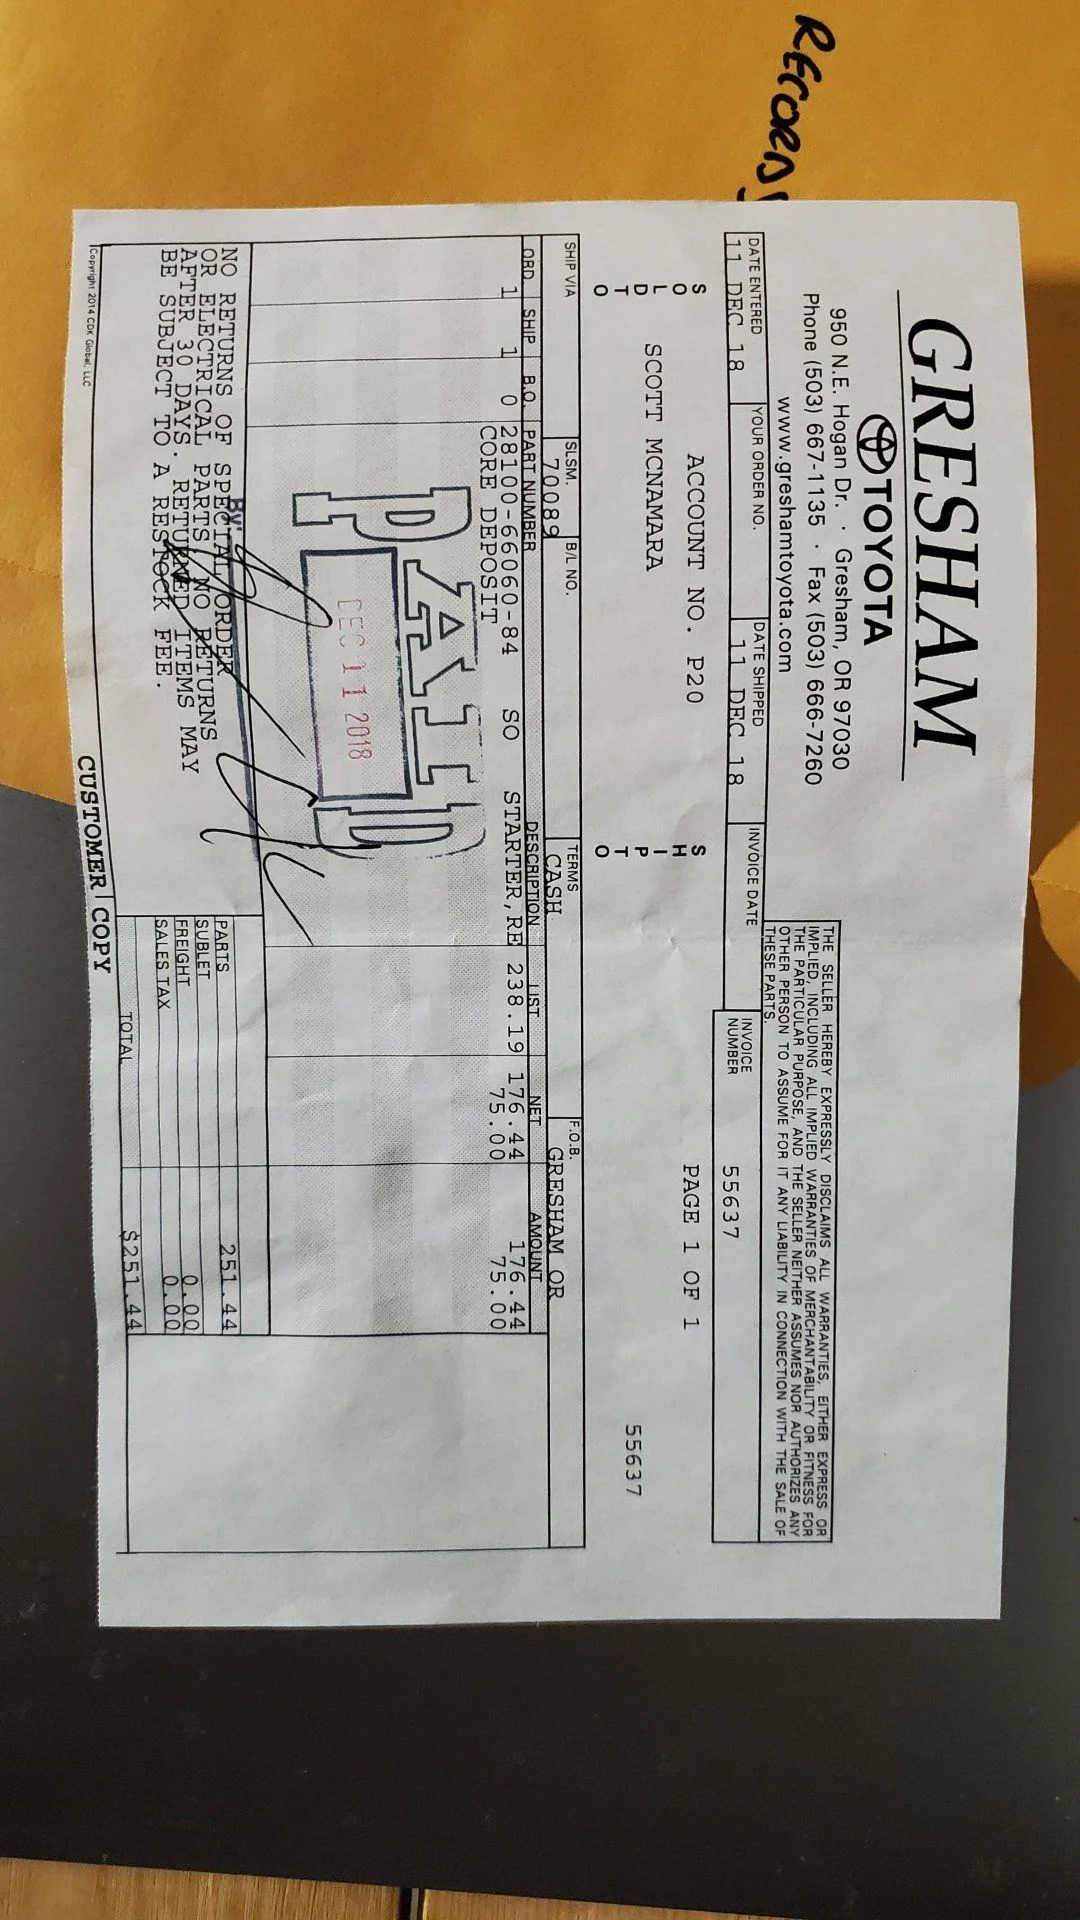 RECORDS
GRESHAM
TOYOTA
950 N.E. Hogan Dr. · Gresham, OR 97030
Phone (503) 667-1135 · Fax (503) 666-7260
www.greshamtoyota.com
THE SELLER HEREBY EXPRESSLY DISCLAIMS ALL WARRANTIES, EITHER EXPRESS OR
IMPLIED, INCLUDING ALL IMPLIED WARRANTIES OF MERCHANTABILITY OR FITNESS FOR
THE PARTICULAR PURPOSE, AND THE SELLER NEITHER ASSUMES NOR AUTHORIZES ANY
OTHER PERSON TO ASSUME FOR IT ANY LIABILITY IN CONNECTION WITH THE SALE OF
THESE PARTS.
DATE ENTERED YOUR ORDER NO. DATE SHIPPED INVOICE DATE INVOICE NUMBER
11 DEC 18 11 DEC 18 55637
SOLD TO ACCOUNT NO. P20 SHIP TO PAGE 1 OF 1
SCOTT MCNAMARA
55637
SHIP VIA SLSM. B/L NO. TERMS F.O.B.
70089 CASH GRESHAM OR
ORD. SHIP B.O. PART NUMBER DESCRIPTION LIST NET AMOUNT
1 1 0 28100-66060-84 SO STARTER,RE 238.19 176.44 176.44
CORE DEPOSIT 75.00 75.00
PAID
DEC 11 2018
By:
NO RETURNS OF SPECIAL ORDER
OR ELECTRICAL PARTS NO RETURNS
AFTER 30 DAYS. RETURNED ITEMS MAY
BE SUBJECT TO A RESTOCK FEE.
PARTS 251.44
SUBLET
FREIGHT 0.00
SALES TAX 0.00
TOTAL $251.44
Copyright 2014 CDK Global, LLC
CUSTOMER COPY